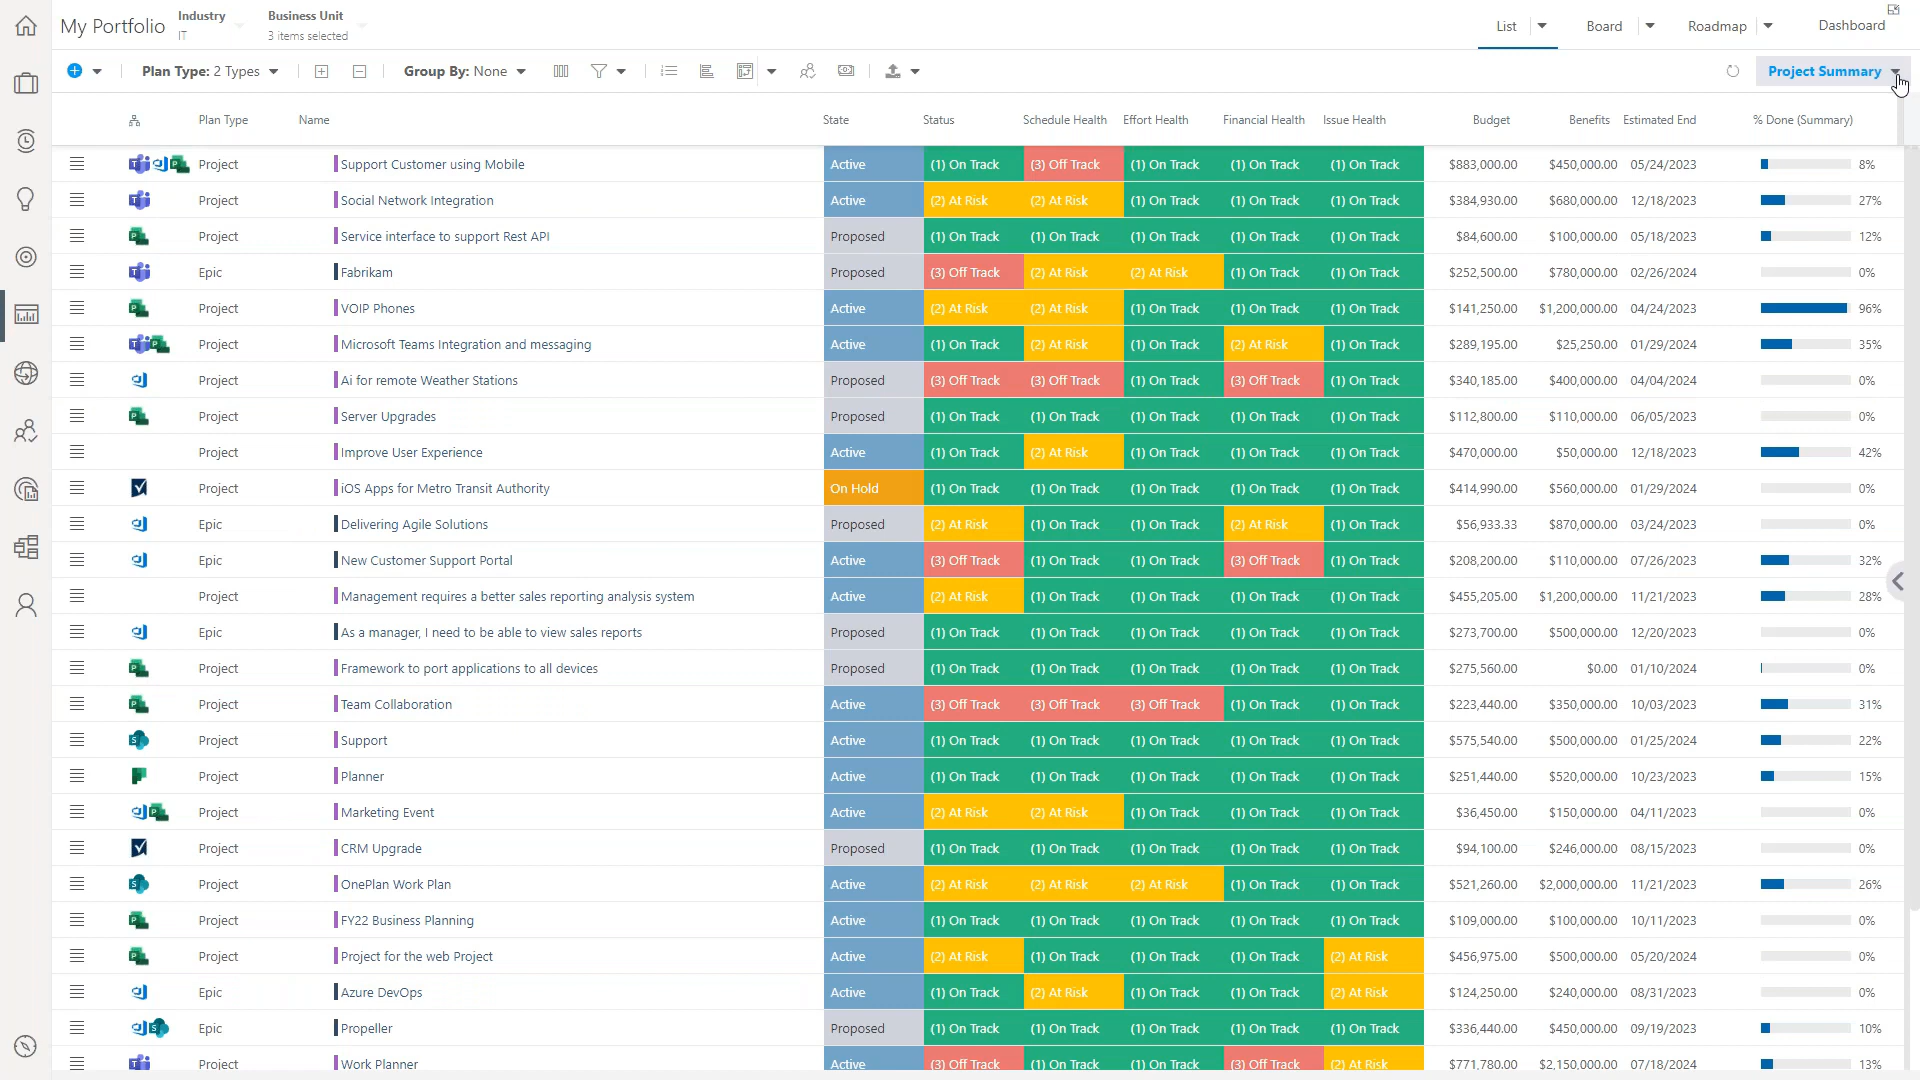 My Portfolio
Industry
IT
Business Unit
3 items selected
List
Board
Roadmap
Dashboard
Plan Type: 2 Types
Group By: None
Project Summary
Plan Type Name State Status Schedule Health Effort Health Financial Health Issue Health Budget Benefits Estimated End % Done (Summary)
Project Support Customer using Mobile Active (1) On Track (3) Off Track (1) On Track (1) On Track (1) On Track $883,000.00 $450,000.00 05/24/2023 8%
Project Social Network Integration Active (2) At Risk (2) At Risk (1) On Track (1) On Track (1) On Track $384,930.00 $680,000.00 12/18/2023 27%
Project Service interface to support Rest API Proposed (1) On Track (1) On Track (1) On Track (1) On Track (1) On Track $84,600.00 $100,000.00 05/18/2023 12%
Epic Fabrikam Proposed (3) Off Track (2) At Risk (2) At Risk (1) On Track (1) On Track $252,500.00 $780,000.00 02/26/2024 0%
Project VOIP Phones Active (2) At Risk (2) At Risk (1) On Track (1) On Track (1) On Track $141,250.00 $1,200,000.00 04/24/2023 96%
Project Microsoft Teams Integration and messaging Active (1) On Track (2) At Risk (1) On Track (2) At Risk (1) On Track $289,195.00 $25,250.00 01/29/2024 35%
Project Ai for remote Weather Stations Proposed (3) Off Track (3) Off Track (1) On Track (3) Off Track (1) On Track $340,185.00 $400,000.00 04/04/2024 0%
Project Server Upgrades Proposed (1) On Track (1) On Track (1) On Track (1) On Track (1) On Track $112,800.00 $110,000.00 06/05/2023 0%
Project Improve User Experience Active (1) On Track (2) At Risk (1) On Track (1) On Track (1) On Track $470,000.00 $50,000.00 12/18/2023 42%
Project iOS Apps for Metro Transit Authority On Hold (1) On Track (1) On Track (1) On Track (1) On Track (1) On Track $414,990.00 $560,000.00 01/29/2024 0%
Epic Delivering Agile Solutions Proposed (2) At Risk (1) On Track (1) On Track (2) At Risk (1) On Track $56,933.33 $870,000.00 03/24/2023 0%
Epic New Customer Support Portal Active (3) Off Track (1) On Track (1) On Track (3) Off Track (1) On Track $208,200.00 $110,000.00 07/26/2023 32%
Project Management requires a better sales reporting analysis system Active (2) At Risk (1) On Track (1) On Track (1) On Track (1) On Track $455,205.00 $1,200,000.00 11/21/2023 28%
Epic As a manager, I need to be able to view sales reports Proposed (1) On Track (1) On Track (1) On Track (1) On Track (1) On Track $273,700.00 $500,000.00 12/20/2023 0%
Project Framework to port applications to all devices Proposed (1) On Track (1) On Track (1) On Track (1) On Track (1) On Track $275,560.00 $0.00 01/10/2024 0%
Project Team Collaboration Active (3) Off Track (3) Off Track (3) Off Track (1) On Track (1) On Track $223,440.00 $350,000.00 10/03/2023 31%
Project Support Active (1) On Track (1) On Track (1) On Track (1) On Track (1) On Track $575,540.00 $500,000.00 01/25/2024 22%
Project Planner Active (1) On Track (1) On Track (1) On Track (1) On Track (1) On Track $251,440.00 $520,000.00 10/23/2023 15%
Project Marketing Event Active (2) At Risk (2) At Risk (1) On Track (1) On Track (1) On Track $36,450.00 $150,000.00 04/11/2023 0%
Project CRM Upgrade Proposed (1) On Track (1) On Track (1) On Track (1) On Track (1) On Track $94,100.00 $246,000.00 08/15/2023 0%
Project OnePlan Work Plan Active (2) At Risk (2) At Risk (2) At Risk (1) On Track (1) On Track $521,260.00 $2,000,000.00 11/21/2023 26%
Project FY22 Business Planning Active (1) On Track (1) On Track (1) On Track (1) On Track (1) On Track $109,000.00 $100,000.00 10/11/2023 0%
Project Project for the web Project Active (2) At Risk (1) On Track (1) On Track (1) On Track (2) At Risk $456,975.00 $500,000.00 05/20/2024 0%
Epic Azure DevOps Active (1) On Track (2) At Risk (1) On Track (1) On Track (2) At Risk $124,250.00 $240,000.00 08/31/2023 0%
Epic Propeller Proposed (1) On Track (1) On Track (1) On Track (1) On Track (1) On Track $336,440.00 $450,000.00 09/19/2023 10%
Project Work Planner Active (3) Off Track (1) On Track (1) On Track (3) Off Track (2) At Risk $771,780.00 $2,150,000.00 07/18/2024 13%